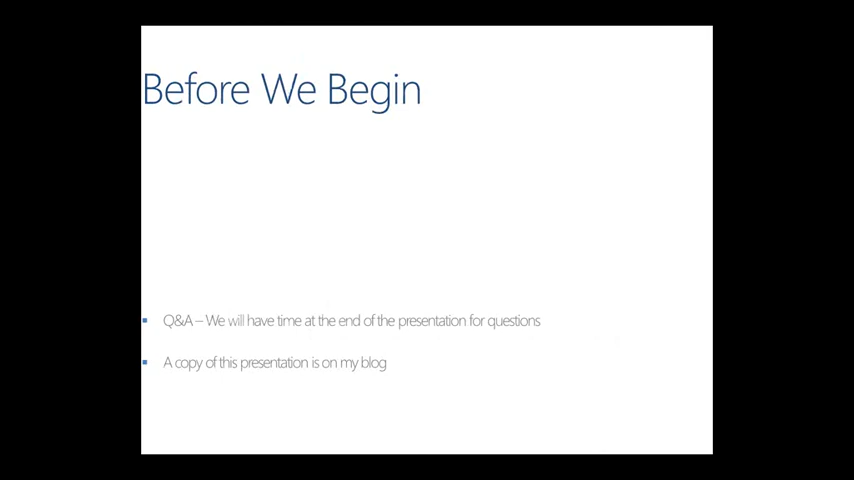 Before We Begin
Q&A – We will have time at the end of the presentation for questions
A copy of this presentation is on my blog